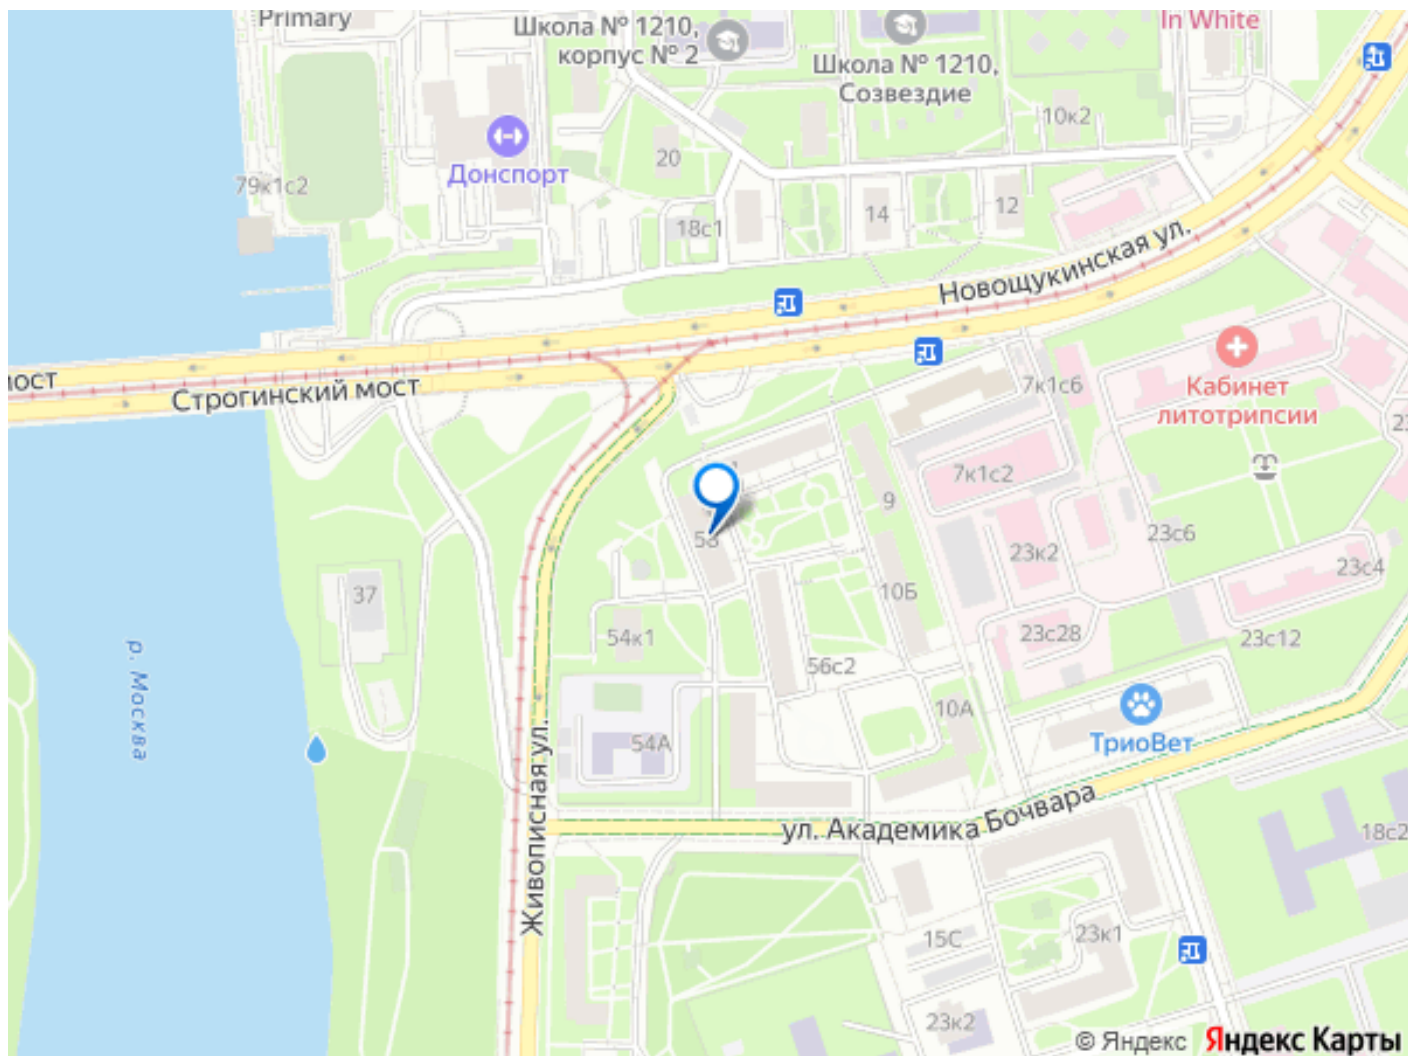 Primary
Школа № 1210,
корпус № 2
Школа № 1210,
Созвездие
In White
10к2
Донспорт
20
79к1с2
18с1
14
12
Новощукинская ул.
мост
Строгинский мост
7к1с6
Кабинет
литотрипсии
7к1с2
9
23к2
23с6
23с4
37
10Б
54к1
23с28
23с12
56с2
р. Москва
10А
54А
ТриоВет
Живописная ул.
ул. Академика Бочвара
18с2
15С
23к1
23к2
© Яндекс Яндекс Карты